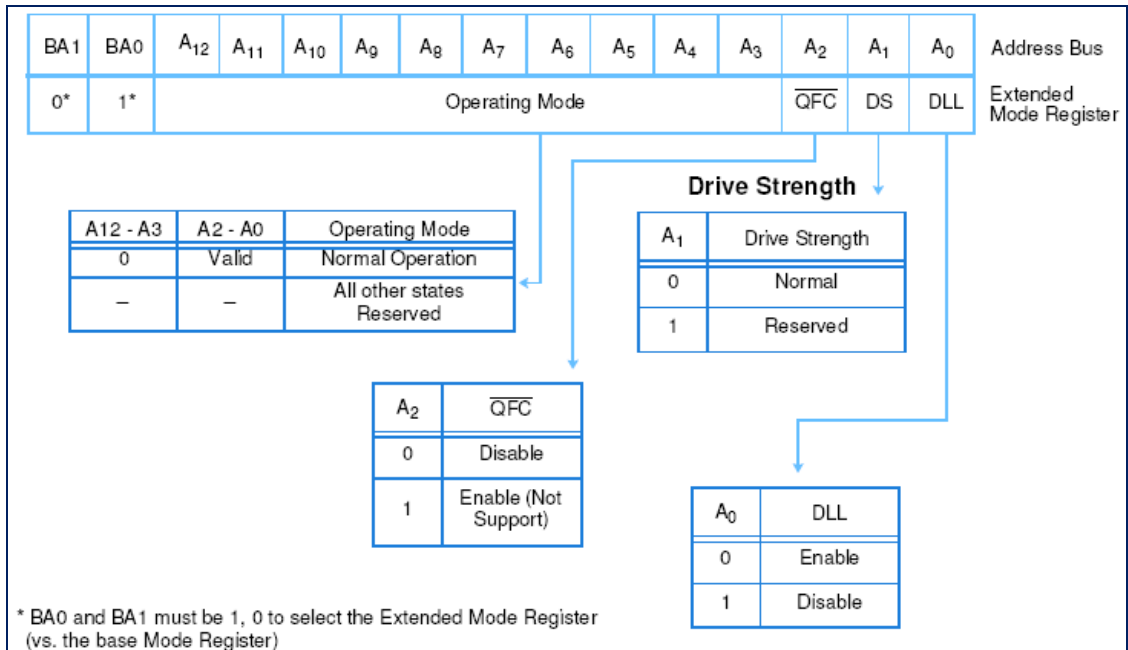 BA1 BA0 A12 A11 A10 A9 A8 A7 A6 A5 A4 A3 A2 A1 A0 Address Bus
0* 1* Operating Mode QFC DS DLL Extended
Mode Register
Drive Strength
A12 - A3 A2 - A0 Operating Mode
0 Valid Normal Operation
– – All other states
Reserved
A1 Drive Strength
0 Normal
1 Reserved
A2 QFC
0 Disable
1 Enable (Not
Support)
A0 DLL
0 Enable
1 Disable
* BA0 and BA1 must be 1, 0 to select the Extended Mode Register
(vs. the base Mode Register)